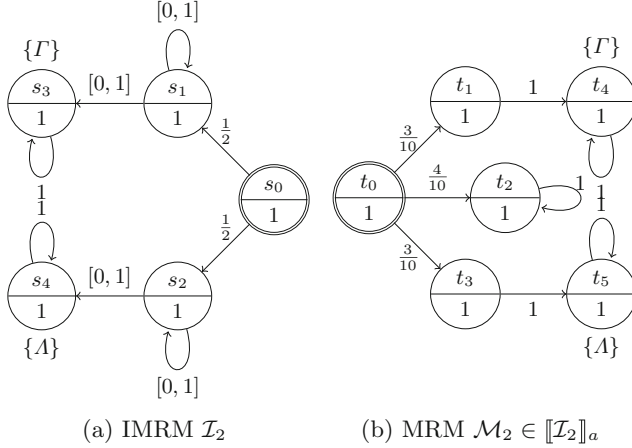 [0, 1]
{Γ}
s₃
1
[0, 1]
s₁
1
1
1/2
s₀
1
1/2
1
s₄
1
{Λ}
[0, 1]
s₂
1
[0, 1]
(a) IMRM I₂
{Γ}
t₁
1
1
t₄
1
3/10
t₀
1
4/10
t₂
1
1
1
1
3/10
t₃
1
1
t₅
1
{Λ}
(b) MRM M₂ ∈ ⟦I₂⟧ₐ